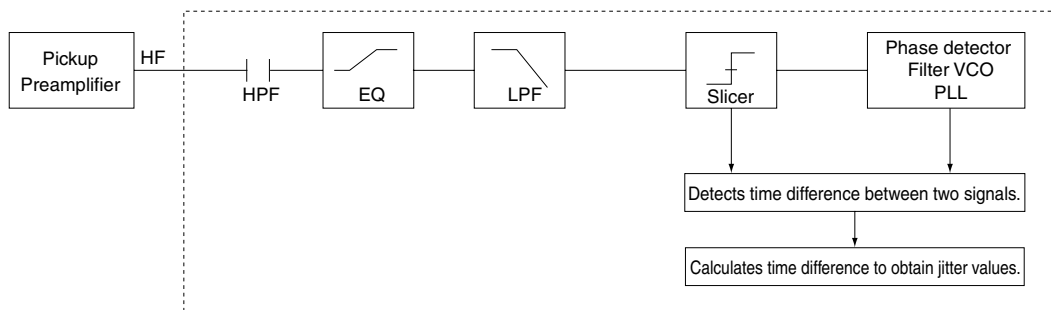 Pickup
Preamplifier
HF
HPF
EQ
LPF
Slicer
Phase detector
Filter VCO
PLL
Detects time difference between two signals.
Calculates time difference to obtain jitter values.